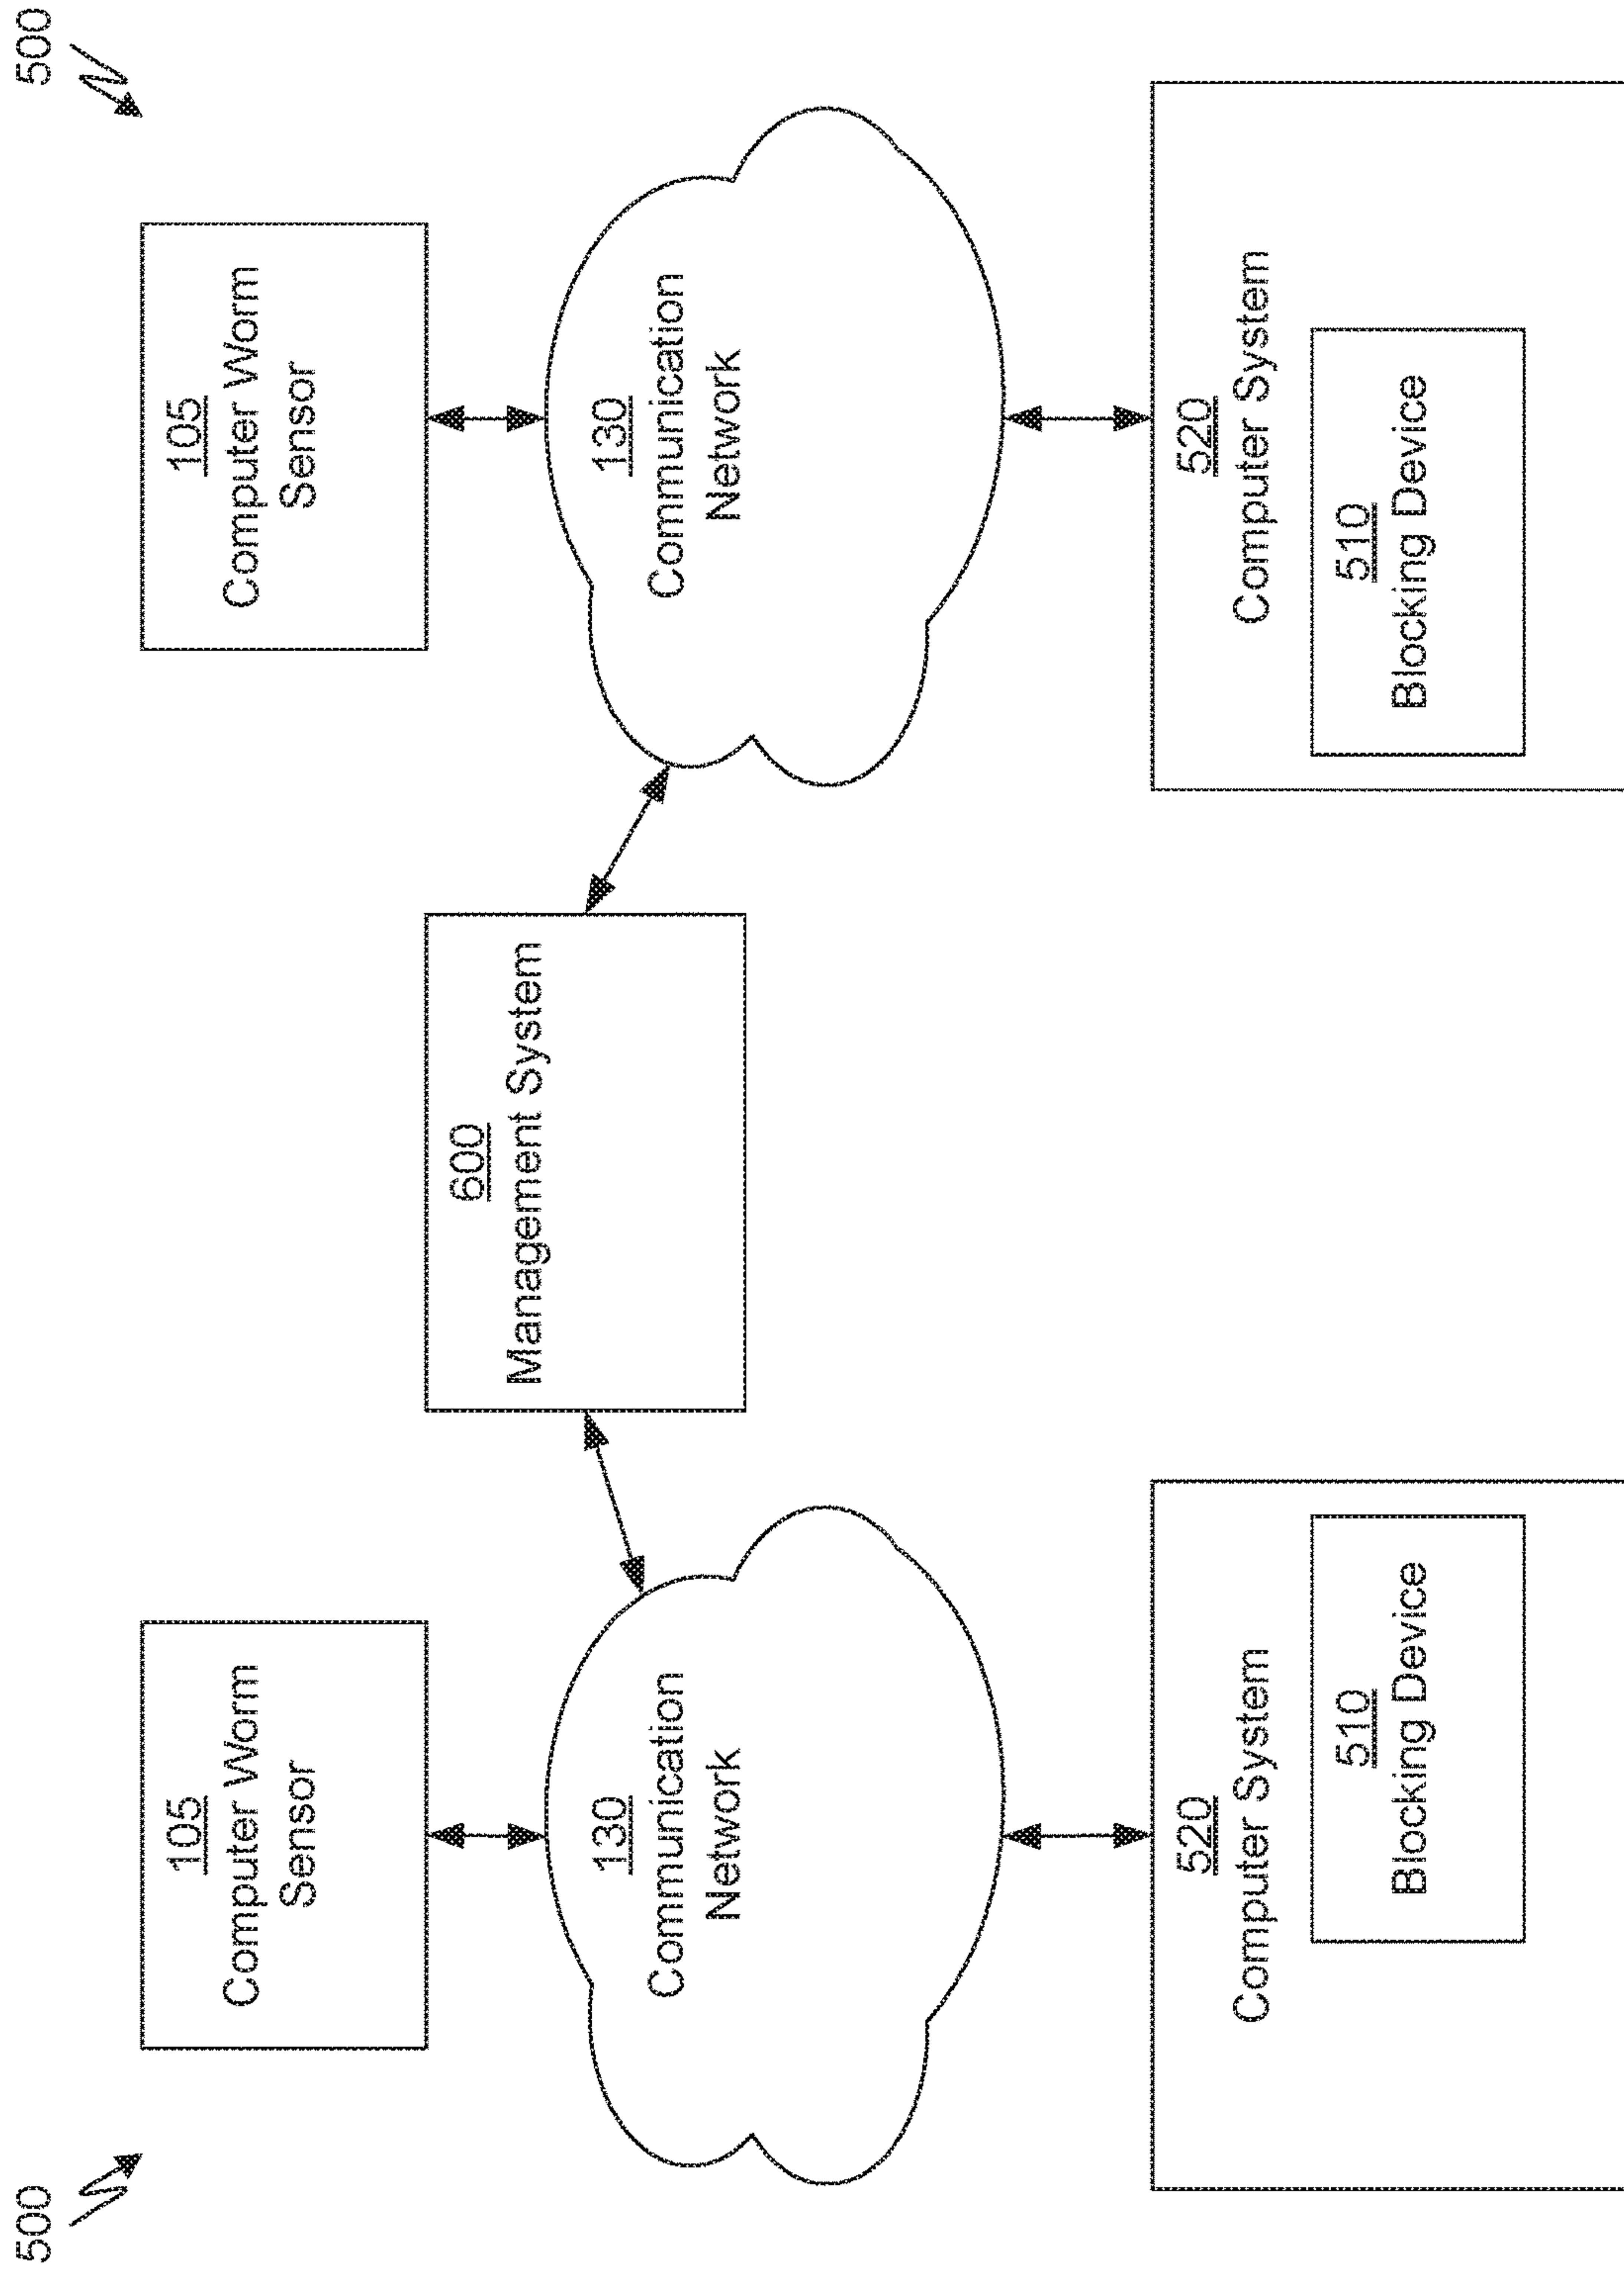 500
500
105
Computer Worm
Sensor
105
Computer Worm
Sensor
600
Management System
130
Communication
Network
130
Communication
Network
520
Computer System
510
Blocking Device
520
Computer System
510
Blocking Device